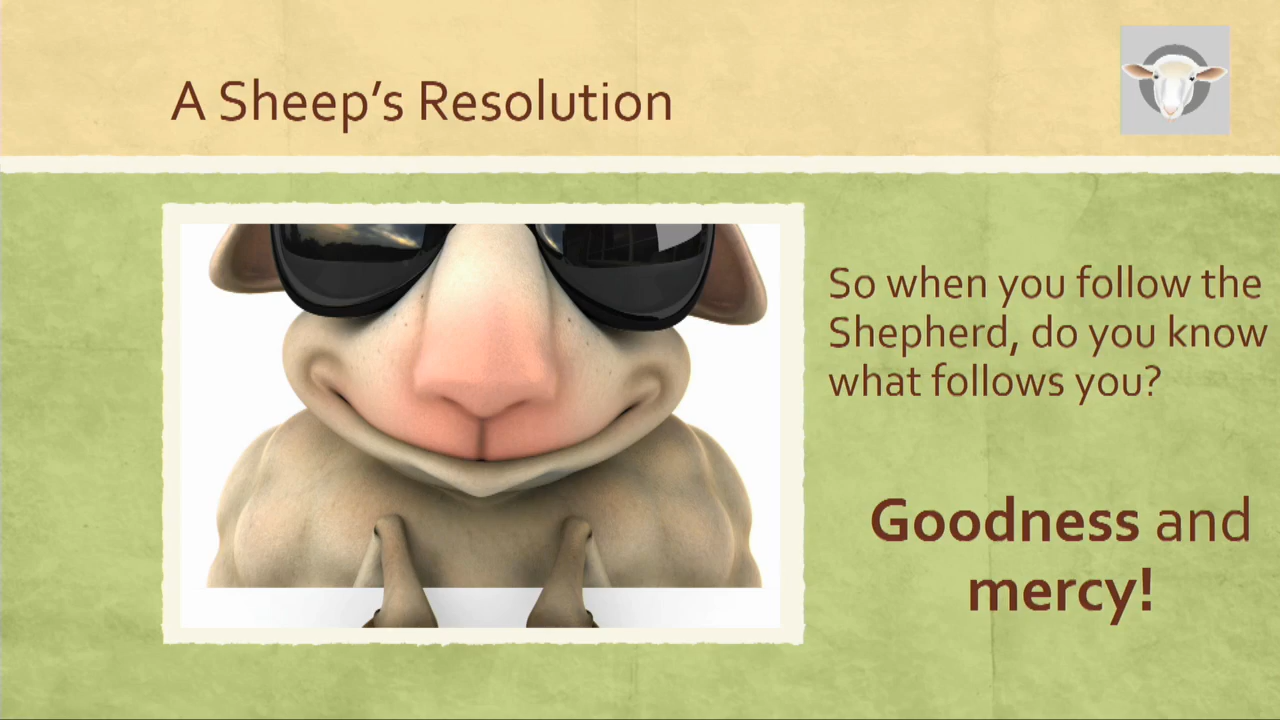 A Sheep’s Resolution
So when you follow the
Shepherd, do you know
what follows you?
Goodness and
mercy!